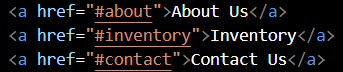 <a href="#about">About Us</a>
<a href="#inventory">Inventory</a>
<a href="#contact">Contact Us</a>